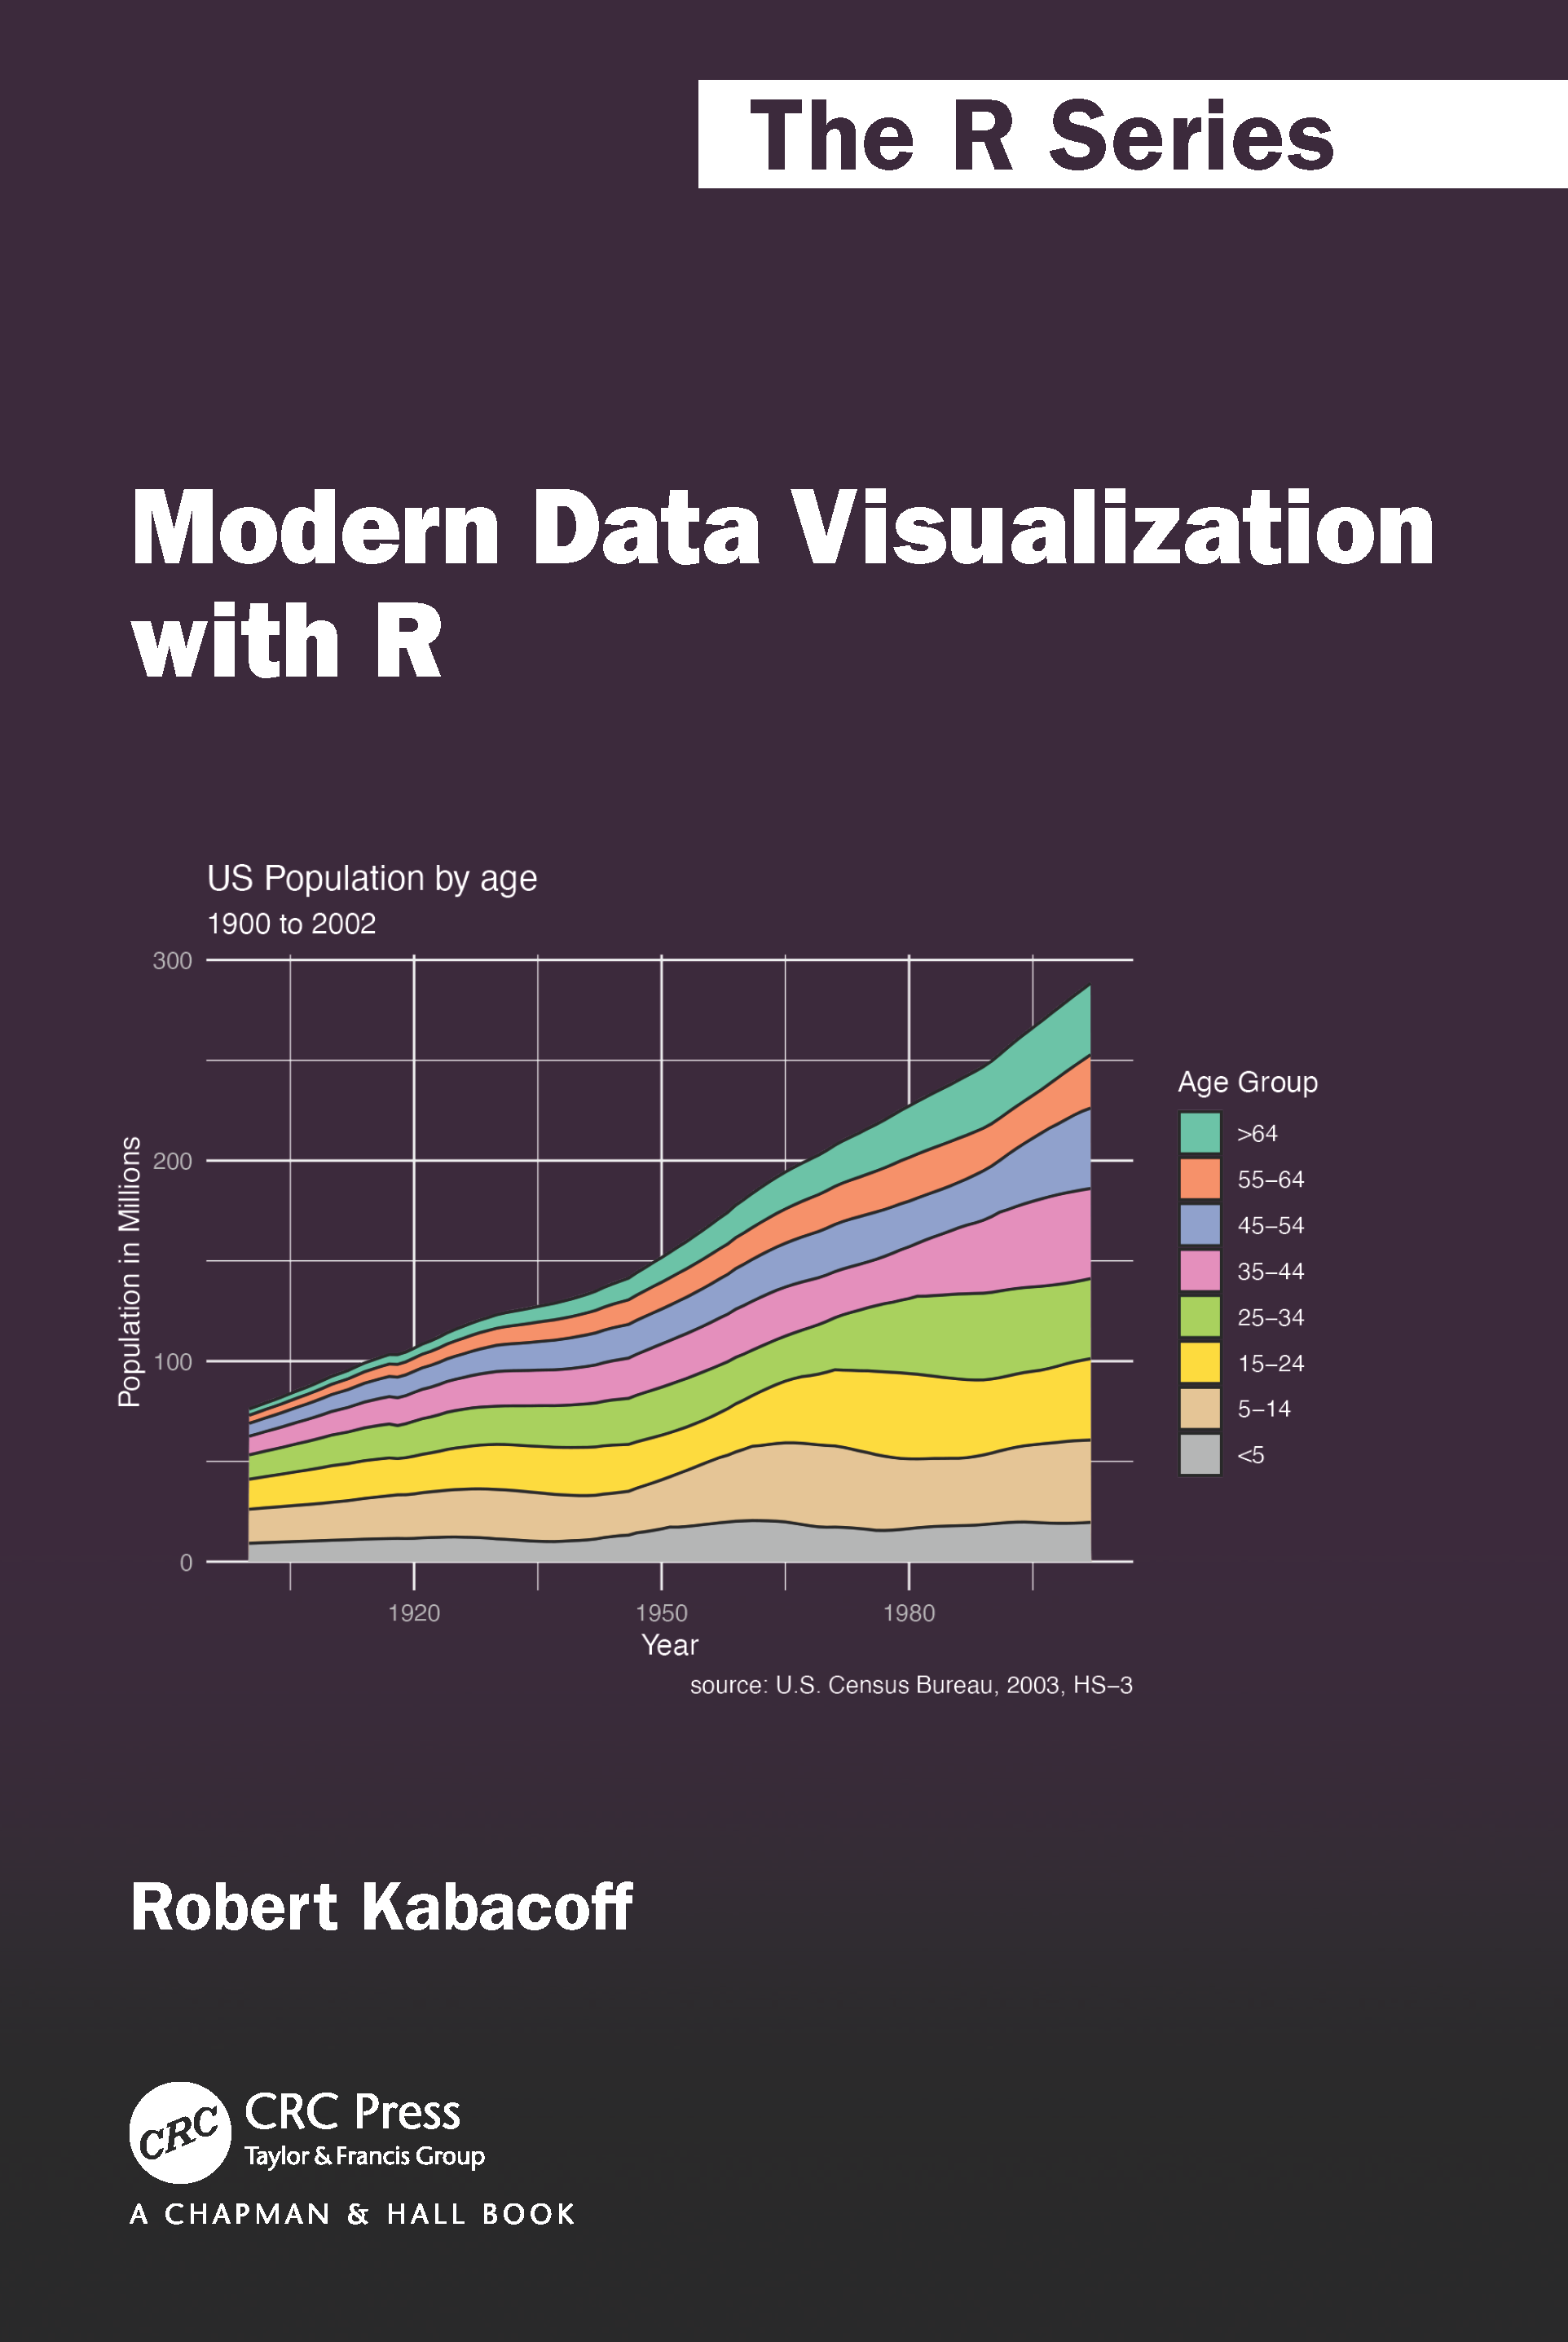 The R Series
Modern Data Visualization
with R
US Population by age
1900 to 2002
300
200
100
0
Population in Millions
1920 1950 1980
Year
source: U.S. Census Bureau, 2003, HS–3
Age Group
>64
55–64
45–54
35–44
25–34
15–24
5–14
<5
Robert Kabacoff
CRC
CRC Press
Taylor & Francis Group
A CHAPMAN & HALL BOOK